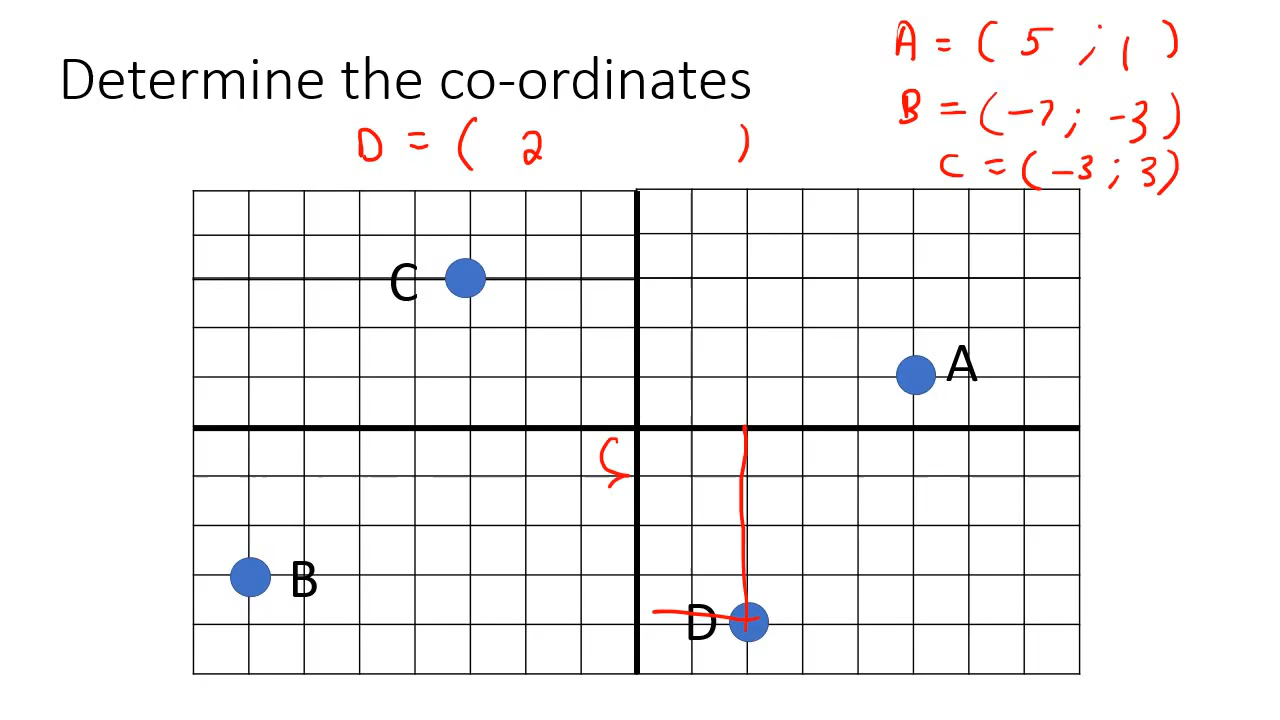 Determine the co-ordinates
A = ( 5 ; 1 )
B = (-7 ; -3)
C = (-3 ; 3)
D = ( 2 )
C
A
B
D